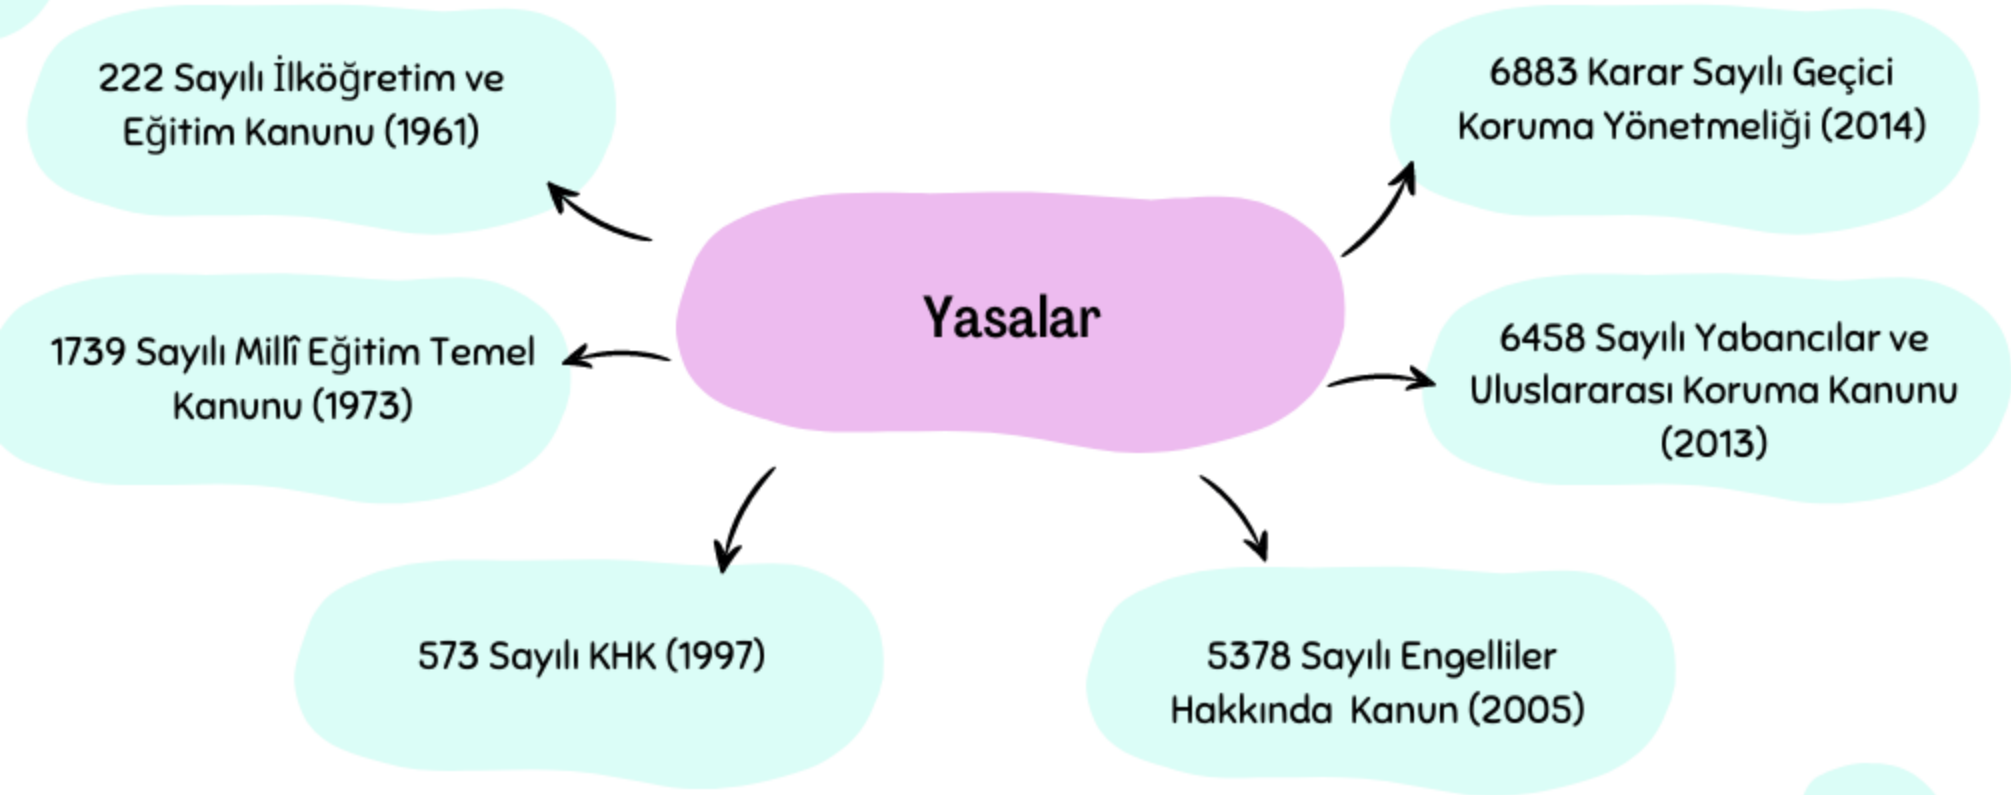 222 Sayılı İlköğretim ve
Eğitim Kanunu (1961)
6883 Karar Sayılı Geçici
Koruma Yönetmeliği (2014)
Yasalar
1739 Sayılı Millî Eğitim Temel
Kanunu (1973)
6458 Sayılı Yabancılar ve
Uluslararası Koruma Kanunu
(2013)
573 Sayılı KHK (1997)
5378 Sayılı Engelliler
Hakkında  Kanun (2005)